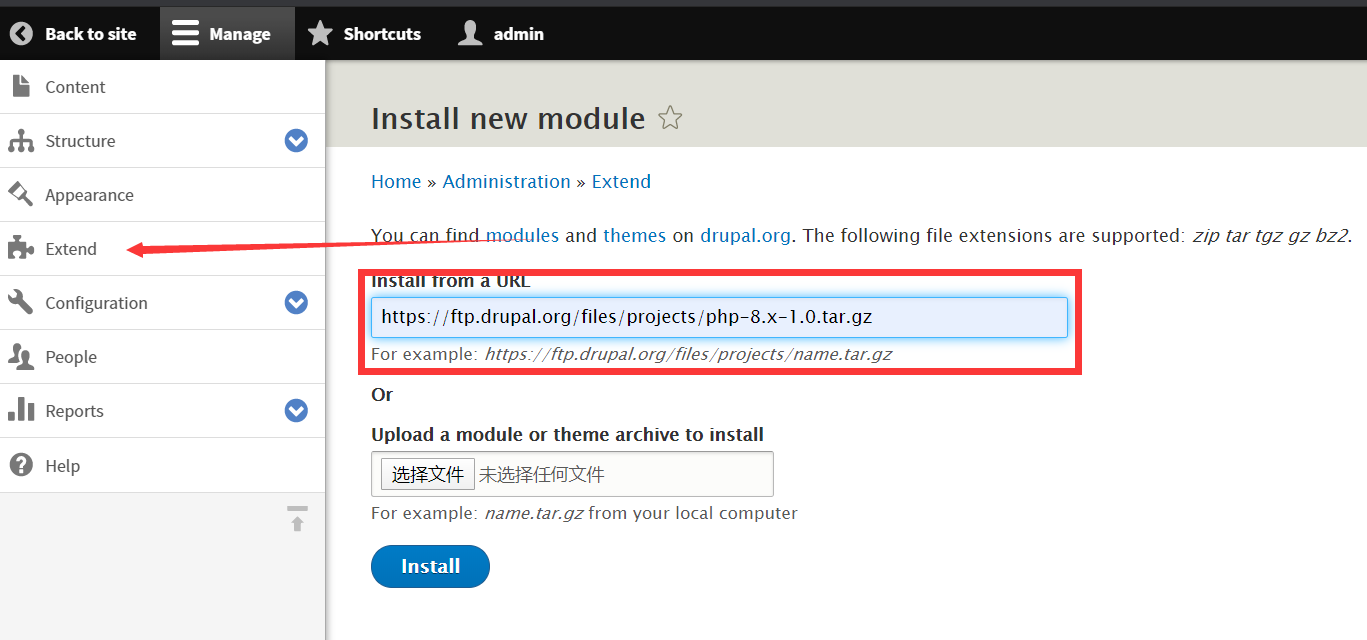 Back to site Manage Shortcuts admin
Content
Structure
Appearance
Extend
Configuration
People
Reports
Help
Install new module
Home » Administration » Extend
You can find modules and themes on drupal.org. The following file extensions are supported: zip tar tgz gz bz2.
Install from a URL
https://ftp.drupal.org/files/projects/php-8.x-1.0.tar.gz
For example: https://ftp.drupal.org/files/projects/name.tar.gz
Or
Upload a module or theme archive to install
选择文件 未选择任何文件
For example: name.tar.gz from your local computer
Install